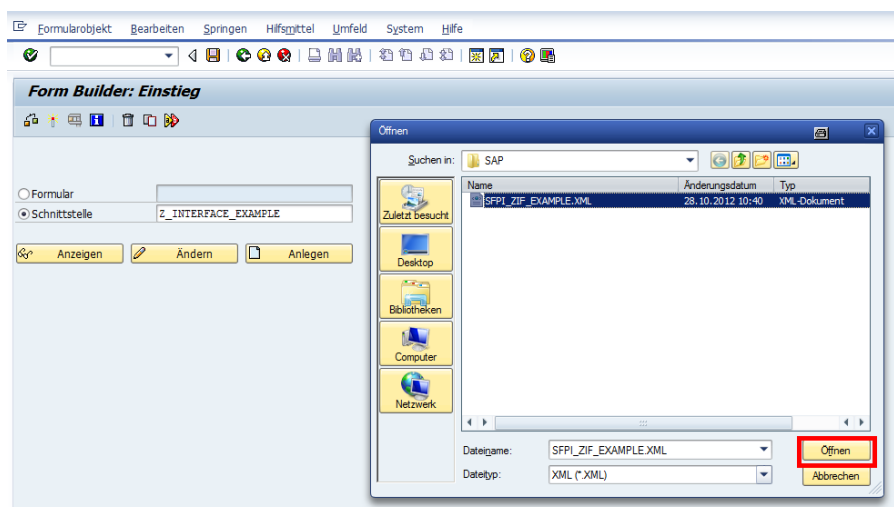 Formularobjekt Bearbeiten Springen Hilfsmittel Umfeld System Hilfe
Form Builder: Einstieg
Formular
Schnittstelle Z_INTERFACE_EXAMPLE
Anzeigen Ändern Anlegen
Öffnen
Suchen in: SAP
Name Änderungsdatum Typ
SFPI_ZIF_EXAMPLE.XML 28.10.2012 10:40 XML-Dokument
Zuletzt besucht
Desktop
Bibliotheken
Computer
Netzwerk
Dateiname: SFPI_ZIF_EXAMPLE.XML Öffnen
Dateityp: XML (*.XML) Abbrechen